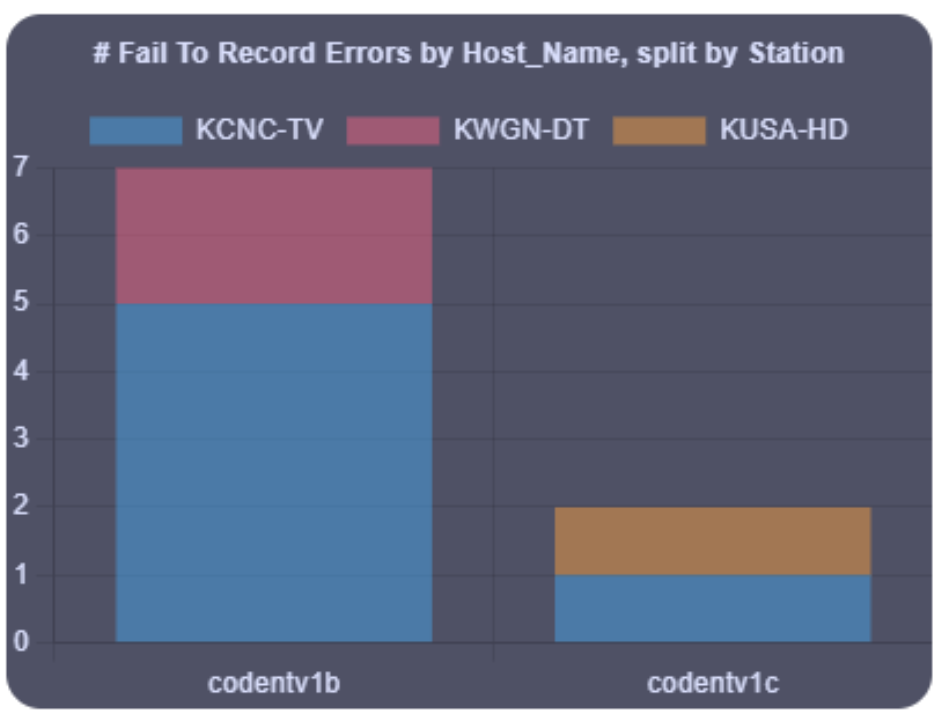 # Fail To Record Errors by Host_Name, split by Station
KCNC-TV KWGN-DT KUSA-HD
7
6
5
4
3
2
1
0
codentv1b codentv1c